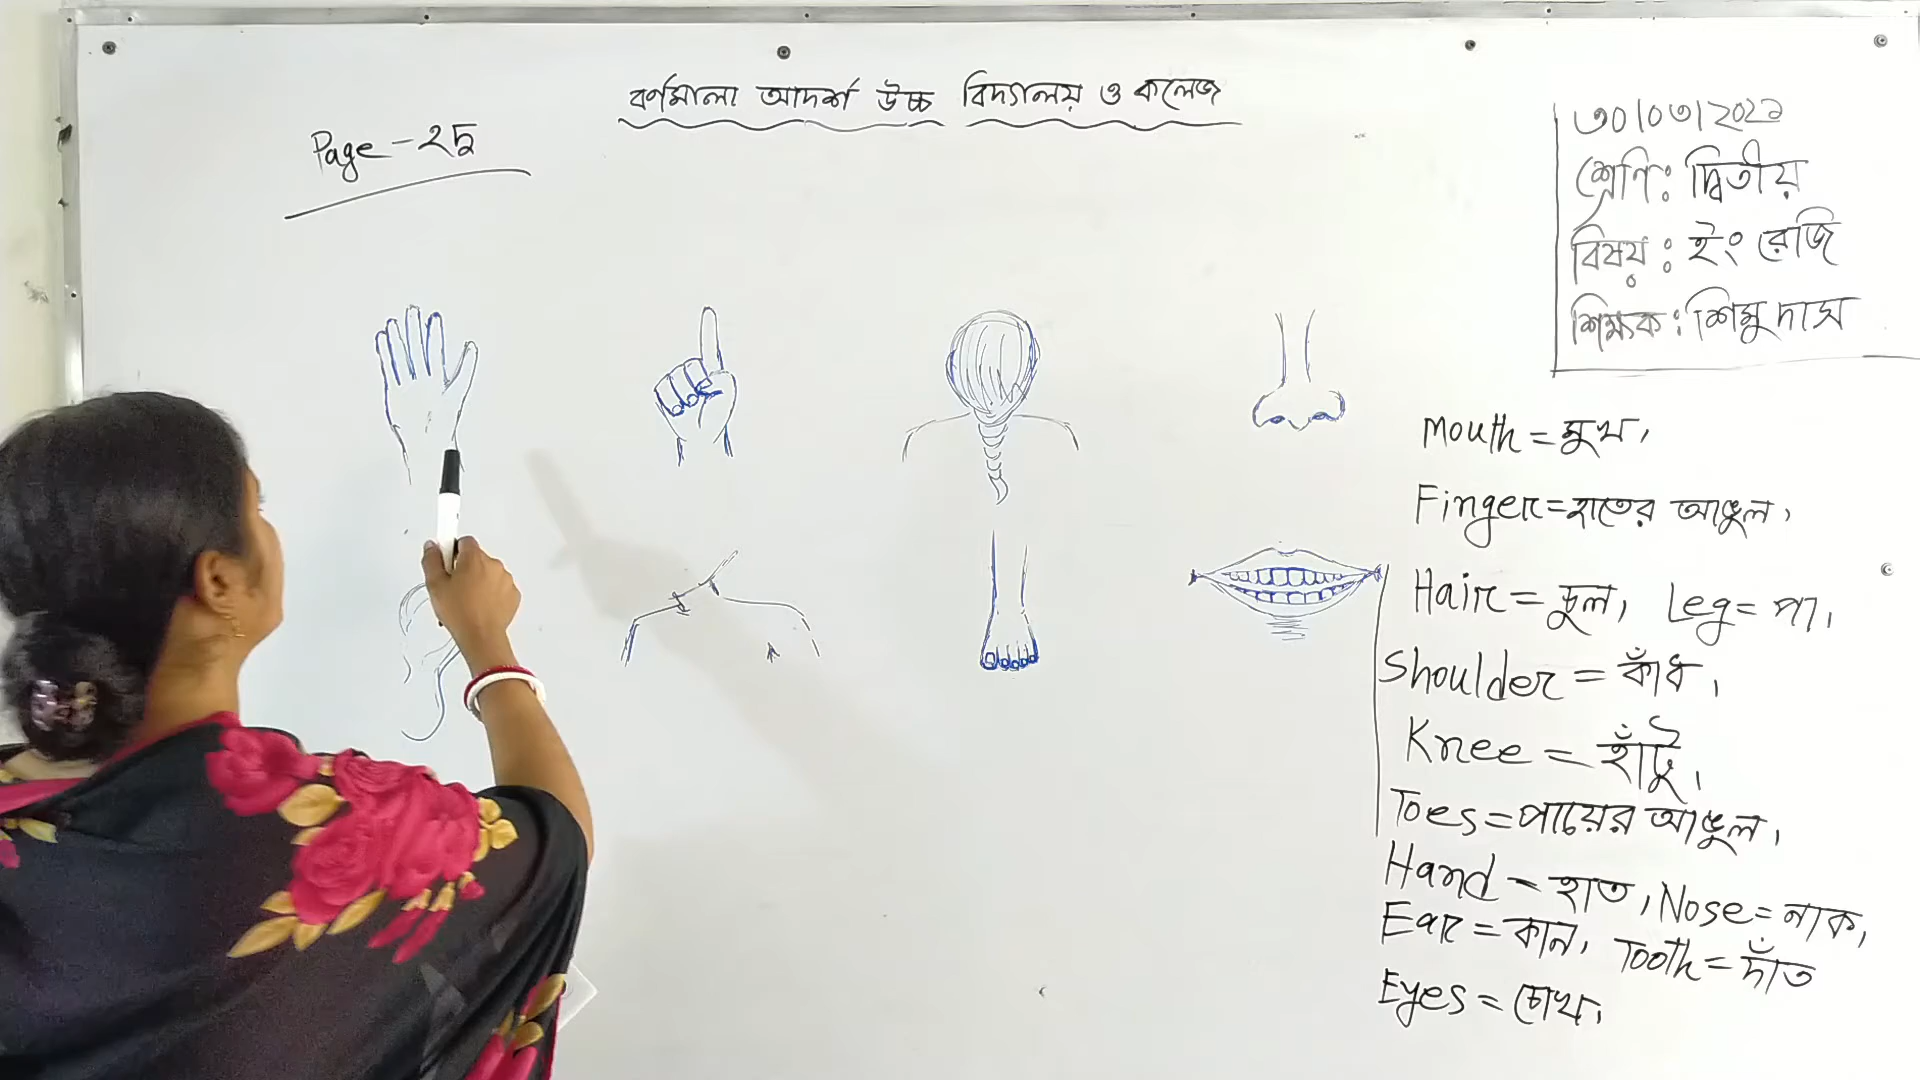 বর্ণমালা আদর্শ উচ্চ বিদ্যালয় ও কলেজ
Page - ২৮
৩০/০৩/২০২১
শ্রেণি: দ্বিতীয়
বিষয়: ইংরেজি
শিক্ষক: শিমু দাস
Mouth = মুখ,
Finger = হাতের আঙুল,
Hair = চুল, Leg = পা,
Shoulder = কাঁধ,
Knee = হাঁটু,
Toes = পায়ের আঙুল,
Hand - হাত, Nose = নাক,
Ear = কান, Tooth = দাঁত
Eyes = চোখ,